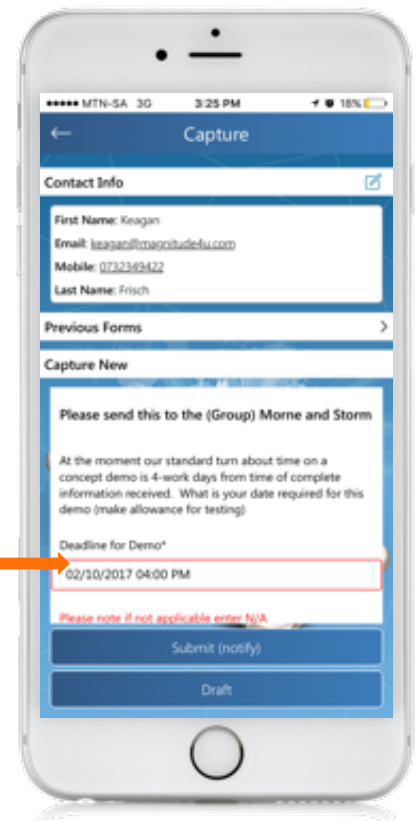 MTN-SA 3G 3:25 PM 18%
Capture
Contact Info
First Name: Keagan
Email: keagan@magnitude4u.com
Mobile: 0732349422
Last Name: Frisch
Previous Forms
Capture New
Please send this to the (Group) Morne and Storm
At the moment our standard turn about time on a
concept demo is 4-work days from time of complete
information received. What is your date required for this
demo (make allowance for testing)
Deadline for Demo*
02/10/2017 04:00 PM
Please note if not applicable enter N/A
Submit (notify)
Draft